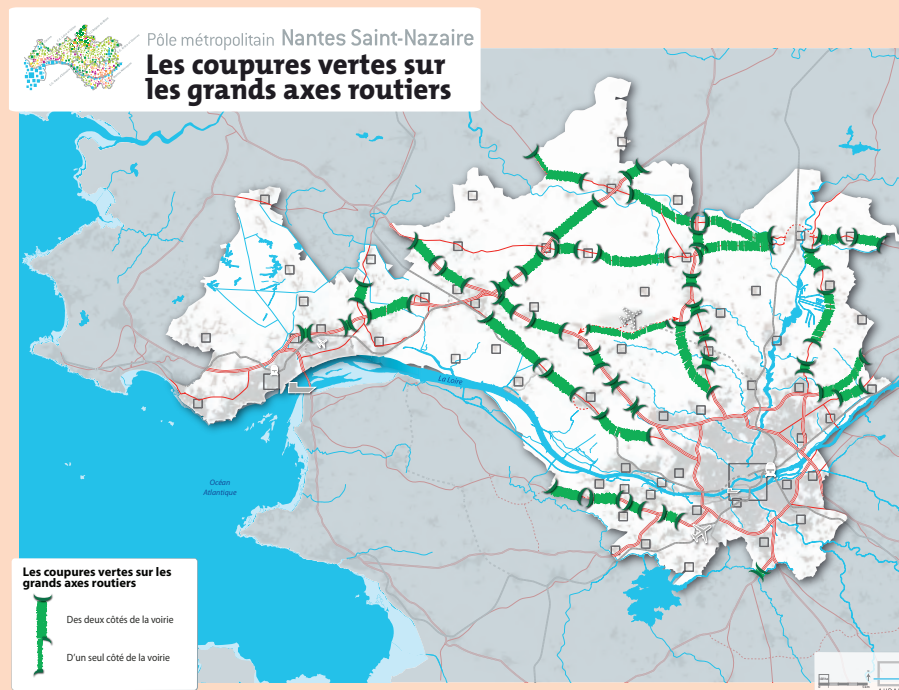 Pôle métropolitain Nantes Saint-Nazaire
Les coupures vertes sur
les grands axes routiers
La Loire
Océan
Atlantique
Les coupures vertes sur les
grands axes routiers
Des deux côtés de la voirie
D'un seul côté de la voirie